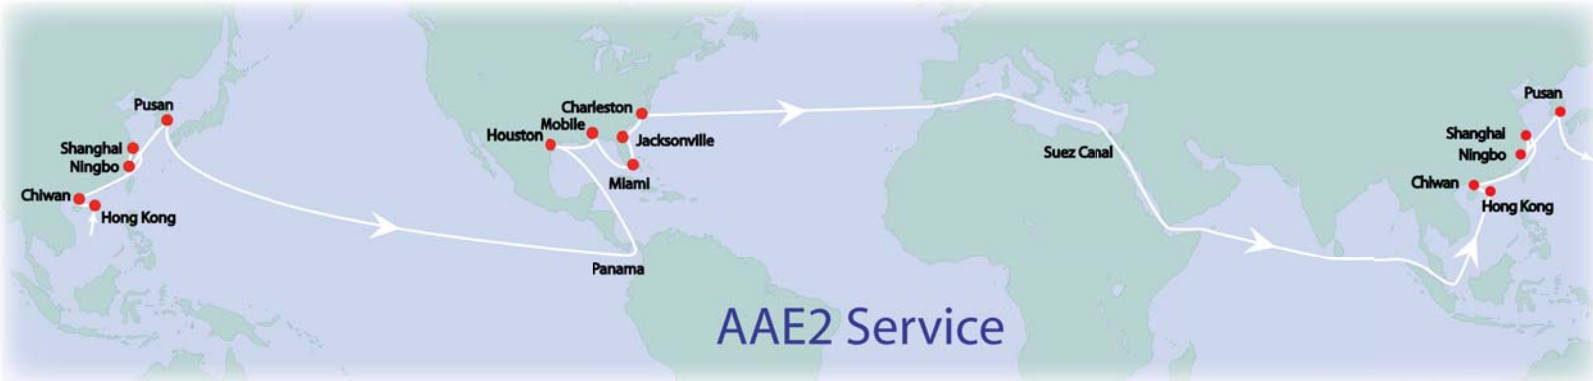 Pusan
Shanghai
Ningbo
Chiwan
Hong Kong
Charleston
Mobile
Houston
Jacksonville
Miami
Panama
Suez Canal
Pusan
Shanghai
Ningbo
Chiwan
Hong Kong
AAE2 Service